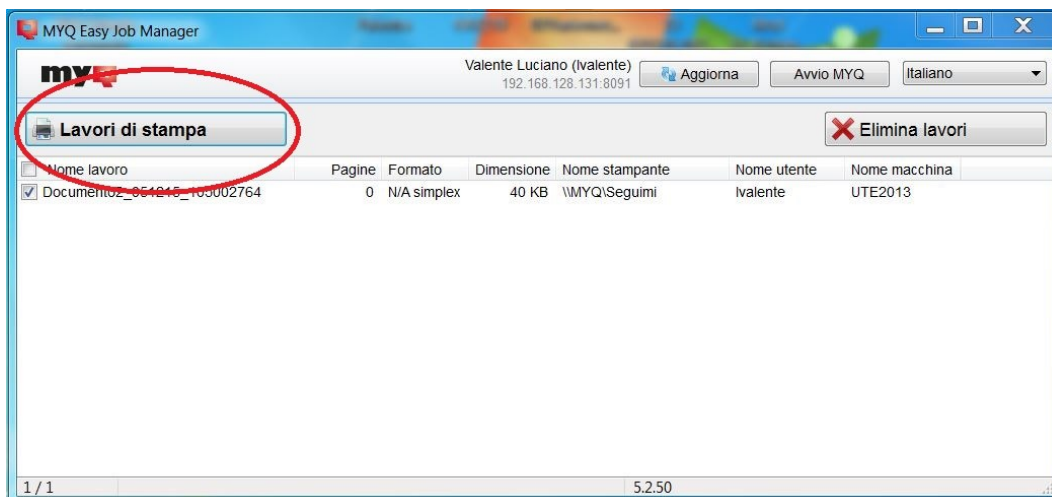 MYQ Easy Job Manager
myQ
Valente Luciano (lvalente)
192.168.128.131:8091
Aggiorna
Avvio MYQ
Italiano
Lavori di stampa
Elimina lavori
Nome lavoro Pagine Formato Dimensione Nome stampante Nome utente Nome macchina
0 N/A simplex 40 KB \\MYQ\Seguimi lvalente UTE2013
1 / 1 5.2.50